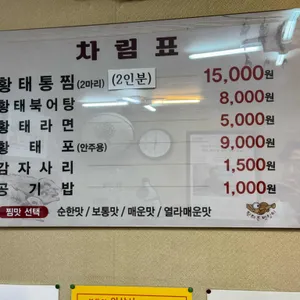 차림표
황태통찜(2마리) (2인분) 15,000원
황태북어탕 8,000원
황태라면 5,000원
황태포(안주용) 9,000원
감자사리 1,500원
공기밥 1,000원
찜맛 선택 순한맛 / 보통맛 / 매운맛 / 열라매운맛